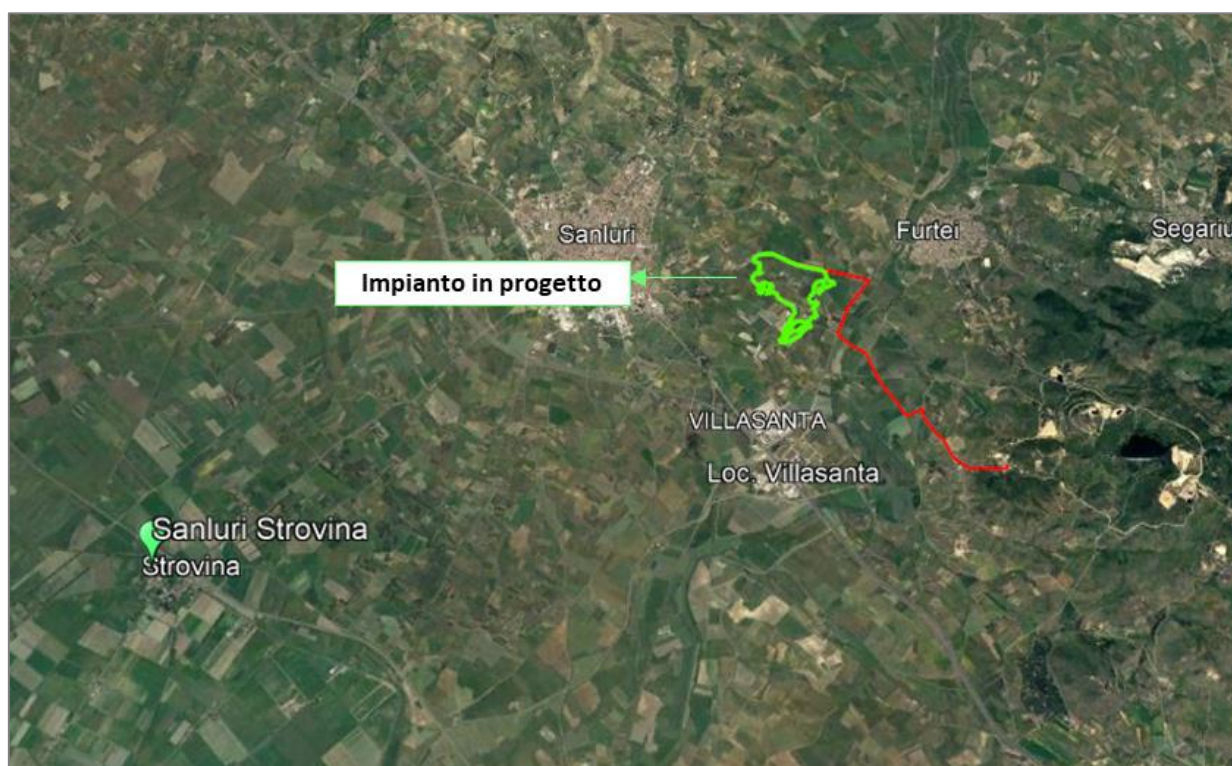 Sanluri
Furtei
Segariu
Impianto in progetto
VILLASANTA
Loc. Villasanta
Sanluri Strovina
Strovina